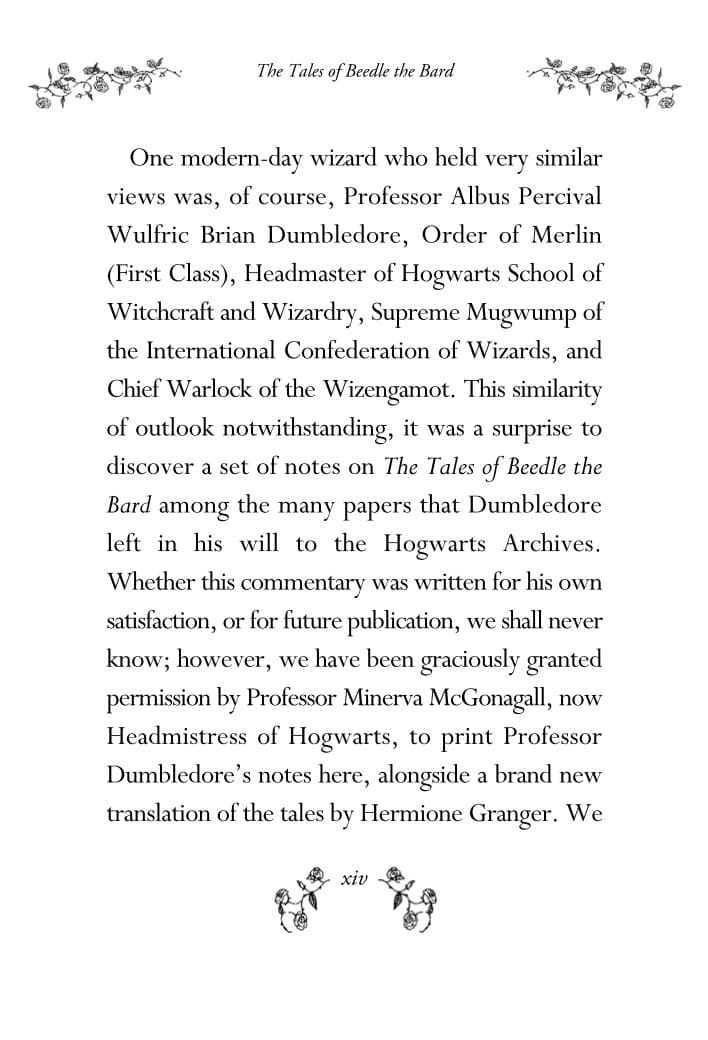 The Tales of Beedle the Bard
One modern-day wizard who held very similar
views was, of course, Professor Albus Percival
Wulfric Brian Dumbledore, Order of Merlin
(First Class), Headmaster of Hogwarts School of
Witchcraft and Wizardry, Supreme Mugwump of
the International Confederation of Wizards, and
Chief Warlock of the Wizengamot. This similarity
of outlook notwithstanding, it was a surprise to
discover a set of notes on The Tales of Beedle the
Bard among the many papers that Dumbledore
left in his will to the Hogwarts Archives.
Whether this commentary was written for his own
satisfaction, or for future publication, we shall never
know; however, we have been graciously granted
permission by Professor Minerva McGonagall, now
Headmistress of Hogwarts, to print Professor
Dumbledore’s notes here, alongside a brand new
translation of the tales by Hermione Granger. We
xiv